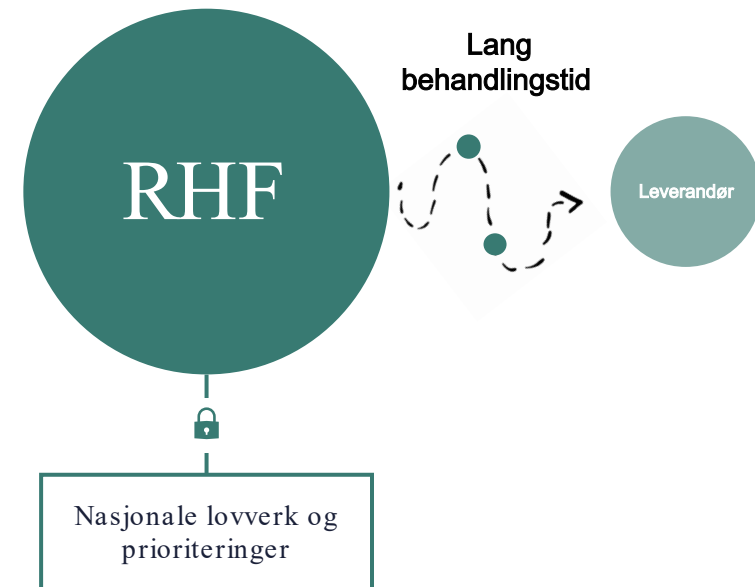 Lang
behandlingstid
RHF
Leverandør
Nasjonale lovverk og
prioriteringer